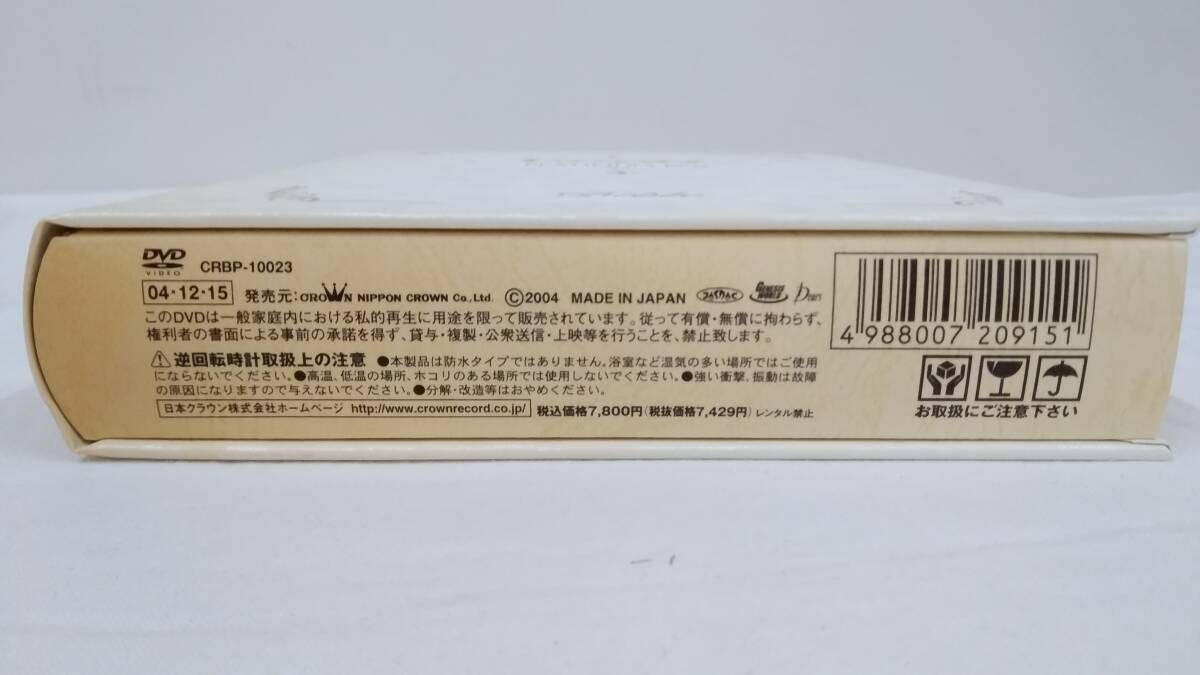 DVD
VIDEO
CRBP-10023
04・12・15 発売元: CROWN NIPPON CROWN Co., Ltd. Ⓒ2004 MADE IN JAPAN GENESIS WORLD
このDVDは一般家庭内における私的再生に用途を限って販売されています。従って有償・無償に拘わらず、
権利者の書面による事前の承諾を得ず、貸与・複製・公衆送信・上映等を行うことを、禁止致します。
逆回転時計取扱上の注意 ●本製品は防水タイプではありません。浴室など湿気の多い場所ではご使用
にならないでください。●高温、低温の場所、ホコリのある場所では使用しないでください。●強い衝撃、振動は故障
の原因になりますので与えないでください。●分解・改造等はおやめください。
日本クラウン株式会社ホームページ http://www.crownrecord.co.jp/ 税込価格7,800円(税抜価格7,429円) レンタル禁止
4 988007 209151
お取扱にご注意下さい